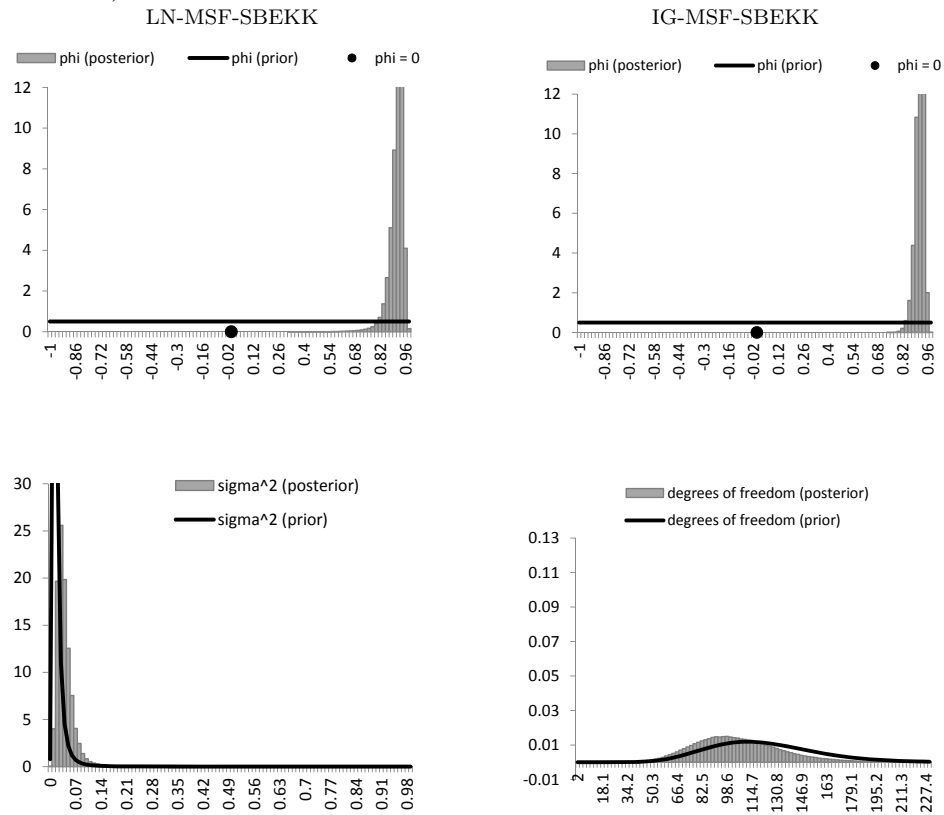 LN-MSF-SBEKK
phi (posterior) phi (prior) phi = 0
12
10
8
6
4
2
0
-1 -0.86 -0.72 -0.58 -0.44 -0.3 -0.16 -0.02 0.12 0.26 0.4 0.54 0.68 0.82 0.96
IG-MSF-SBEKK
phi (posterior) phi (prior) phi = 0
12
10
8
6
4
2
0
-1 -0.86 -0.72 -0.58 -0.44 -0.3 -0.16 -0.02 0.12 0.26 0.4 0.54 0.68 0.82 0.96
sigma^2 (posterior)
sigma^2 (prior)
30
25
20
15
10
5
0
0 0.07 0.14 0.21 0.28 0.35 0.42 0.49 0.56 0.63 0.7 0.77 0.84 0.91 0.98
degrees of freedom (posterior)
degrees of freedom (prior)
0.13
0.11
0.09
0.07
0.05
0.03
0.01
-0.01
2 18.1 34.2 50.3 66.4 82.5 98.6 114.7 130.8 146.9 163 179.1 195.2 211.3 227.4